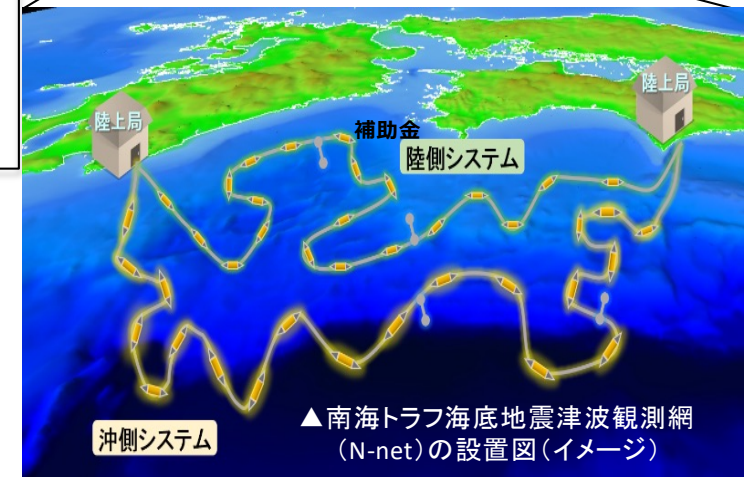 陸上局
陸上局
補助金
陸側システム
沖側システム
▲南海トラフ海底地震津波観測網
（N-net）の設置図（イメージ）